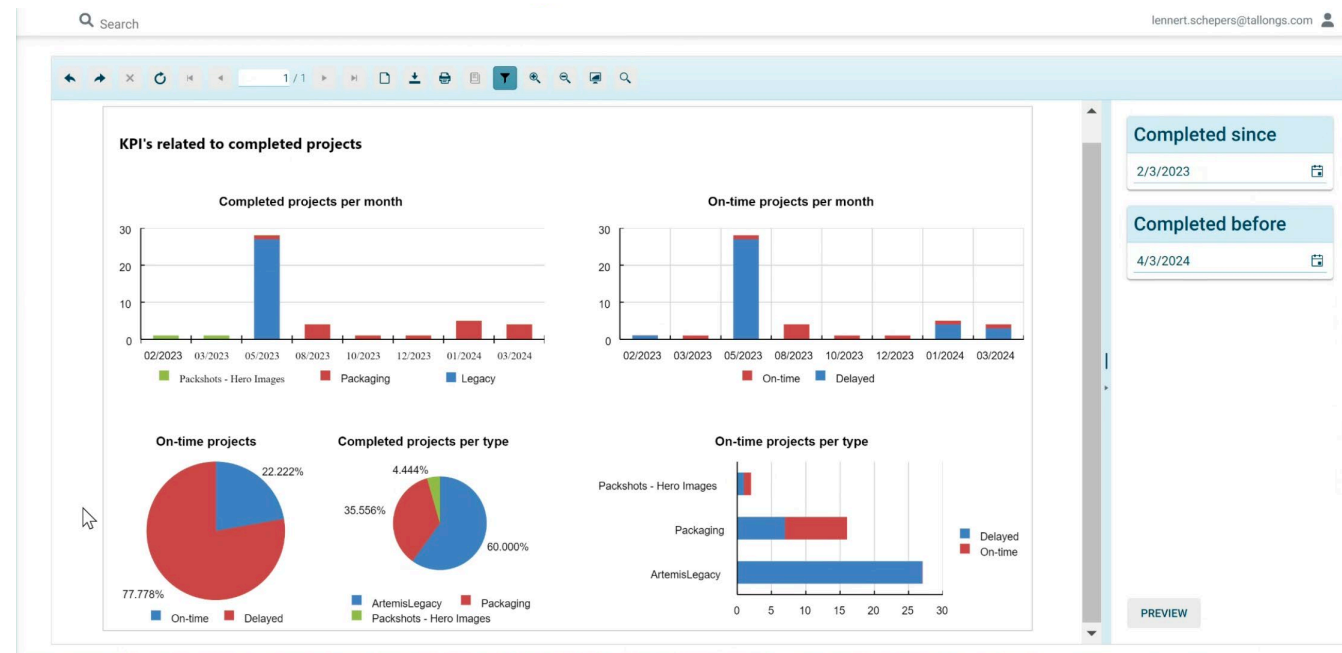 Search
lennert.schepers@tallongs.com
1 / 1
KPI's related to completed projects
Completed projects per month
30
20
10
0
02/2023 03/2023 05/2023 08/2023 10/2023 12/2023 01/2024 03/2024
Packshots - Hero Images Packaging Legacy
On-time projects per month
30
20
10
0
02/2023 03/2023 05/2023 08/2023 10/2023 12/2023 01/2024 03/2024
On-time Delayed
On-time projects
22.222%
77.778%
On-time Delayed
Completed projects per type
4.444%
35.556%
60.000%
ArtemisLegacy Packaging
Packshots - Hero Images
On-time projects per type
Packshots - Hero Images
Packaging
ArtemisLegacy
0 5 10 15 20 25 30
Delayed
On-time
Completed since
2/3/2023
Completed before
4/3/2024
PREVIEW